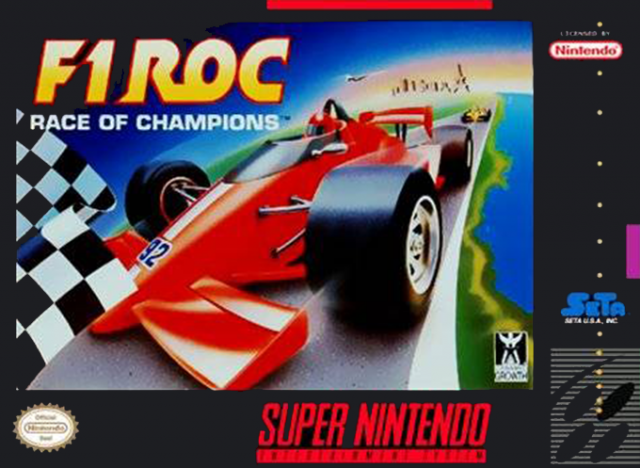 F1 ROC
RACE OF CHAMPIONS™
LICENSED BY
Nintendo
92
SETA
SETA U.S.A., INC.
GROWTH
Official
Nintendo
Seal
SUPER NINTENDO
ENTERTAINMENT SYSTEM